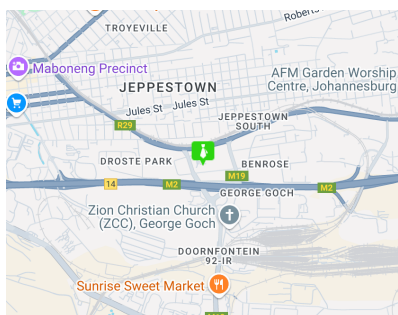 TROYEVILLE
Roberts
Maboneng Precinct
JEPPESTOWN
AFM Garden Worship
Centre, Johannesburg
Jules St
Jules St
JEPPESTOWN
SOUTH
R29
DROSTE PARK
BENROSE
M19
14
M2
M2
GEORGE GOCH
Zion Christian Church
(ZCC), George Goch
DOORNFONTEIN
92-IR
Sunrise Sweet Market